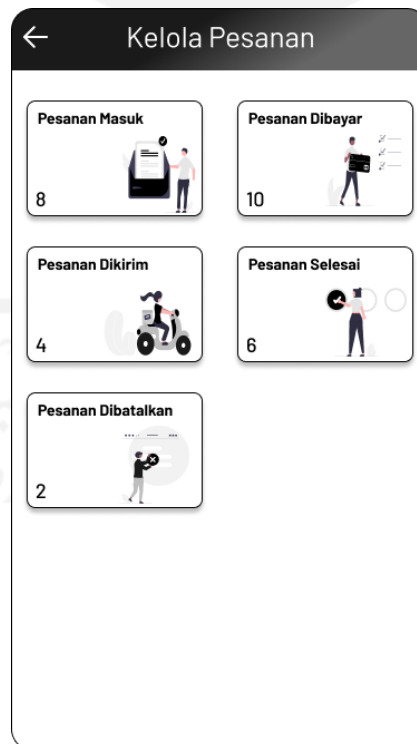 Kelola Pesanan
Pesanan Masuk
8
Pesanan Dibayar
10
Pesanan Dikirim
4
Pesanan Selesai
6
Pesanan Dibatalkan
2